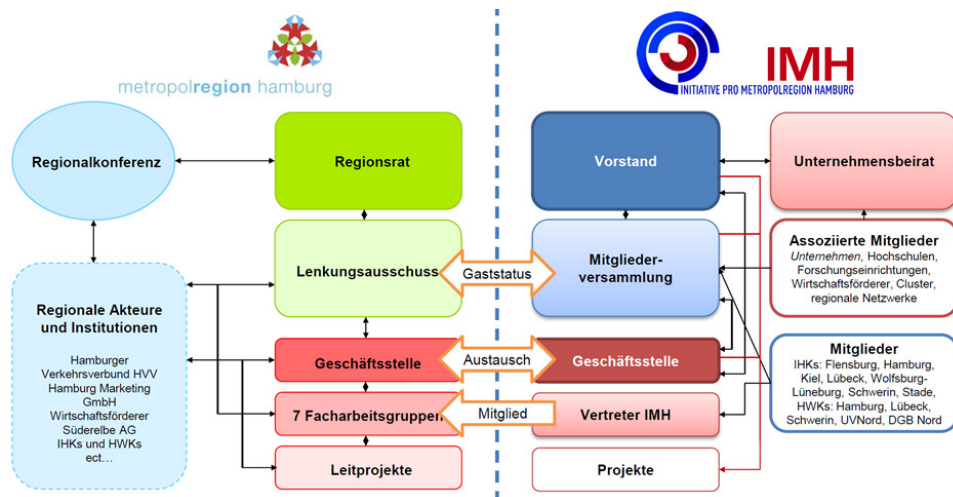 metropolregion hamburg
IMH
INITIATIVE PRO METROPOLREGION HAMBURG
Regionalkonferenz
Regionsrat
Vorstand
Unternehmensbeirat
Lenkungsausschuss
Gaststatus
Mitglieder-
versammlung
Assoziierte Mitglieder
Unternehmen, Hochschulen,
Forschungseinrichtungen,
Wirtschaftsförderer, Cluster,
regionale Netzwerke
Regionale Akteure
und Institutionen
Hamburger
Verkehrsverbund HVV
Hamburg Marketing
GmbH
Wirtschaftsförderer
Süderelbe AG
IHKs und HWKs
ect...
Geschäftsstelle
Austausch
Geschäftsstelle
Mitglieder
IHKs: Flensburg, Hamburg,
Kiel, Lübeck, Wolfsburg-
Lüneburg, Schwerin, Stade,
HWKs: Hamburg, Lübeck,
Schwerin, UVNord, DGB Nord
7 Facharbeitsgruppen
Mitglied
Vertreter IMH
Leitprojekte
Projekte